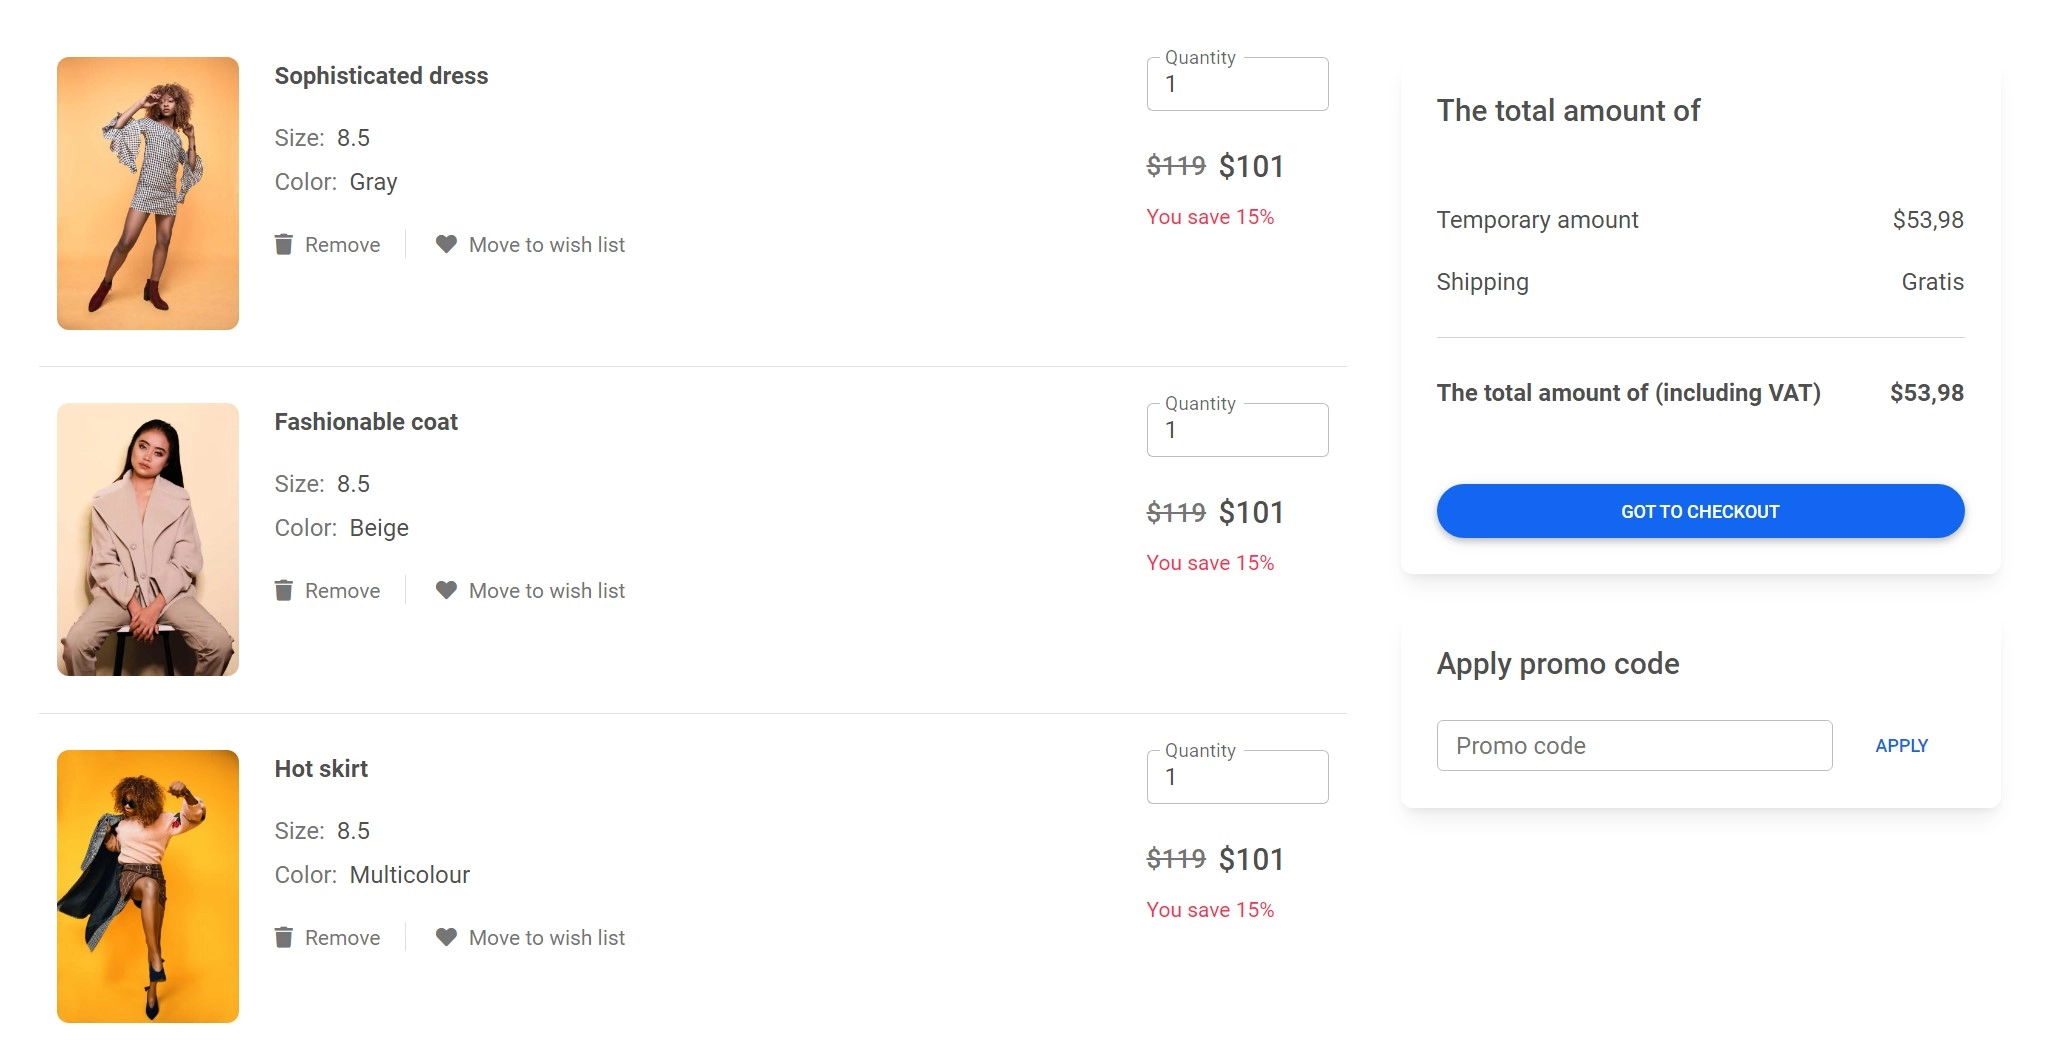 Sophisticated dress
Size: 8.5
Color: Gray
Remove
Move to wish list
Quantity
1
$119 $101
You save 15%
Fashionable coat
Size: 8.5
Color: Beige
Remove
Move to wish list
Quantity
1
$119 $101
You save 15%
Hot skirt
Size: 8.5
Color: Multicolour
Remove
Move to wish list
Quantity
1
$119 $101
You save 15%
The total amount of
Temporary amount $53,98
Shipping Gratis
The total amount of (including VAT) $53,98
GOT TO CHECKOUT
Apply promo code
Promo code
APPLY